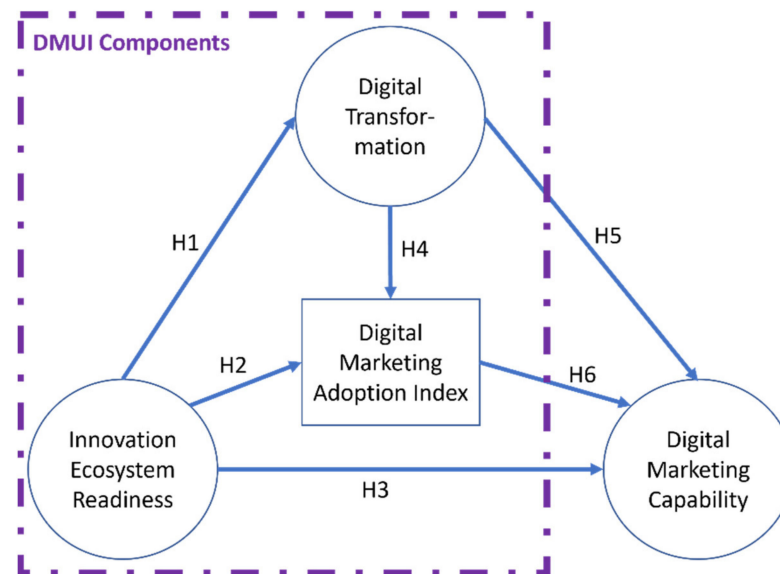 DMUI Components
Digital
Transfor-
mation
H1
H4
H5
Digital
Marketing
Adoption Index
H2
H6
Innovation
Ecosystem
Readiness
H3
Digital
Marketing
Capability